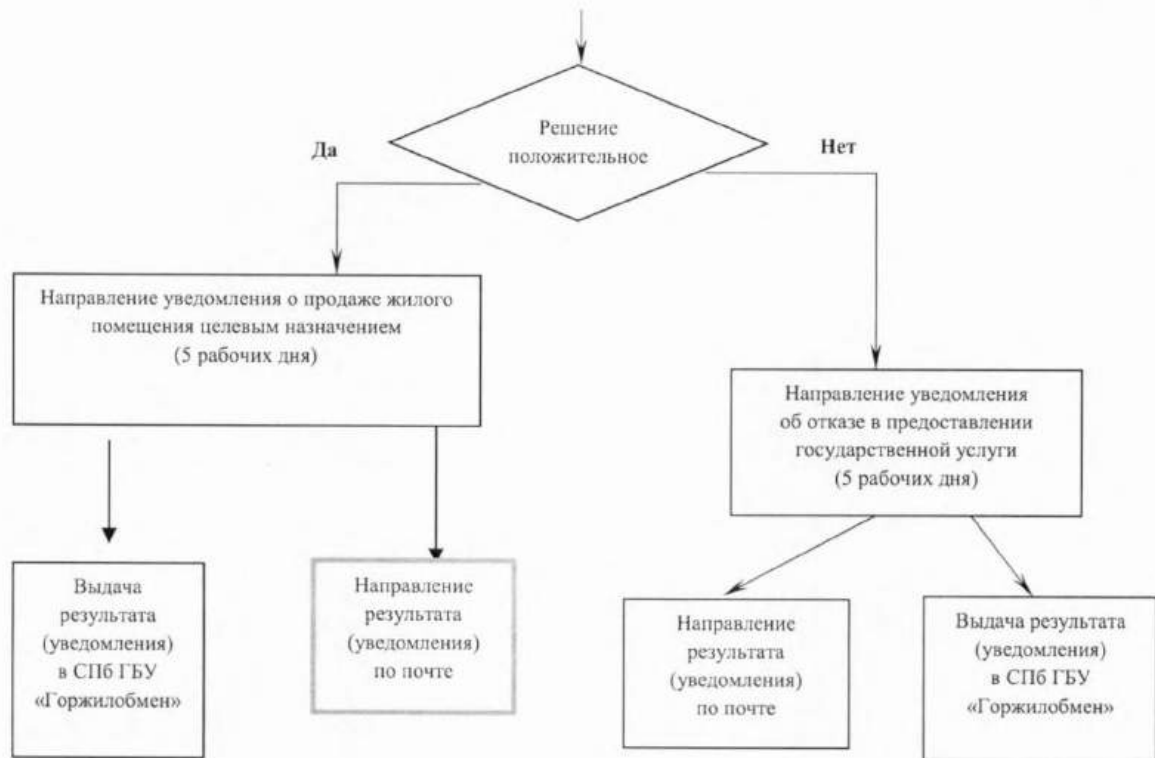 Решение
положительное
Да
Нет
Направление уведомления о продаже жилого
помещения целевым назначением
(5 рабочих дня)
Направление уведомления
об отказе в предоставлении
государственной услуги
(5 рабочих дня)
Выдача
результата
(уведомления)
в СПб ГБУ
«Горжилобмен»
Направление
результата
(уведомления)
по почте
Направление
результата
(уведомления)
по почте
Выдача результата
(уведомления)
в СПб ГБУ
«Горжилобмен»